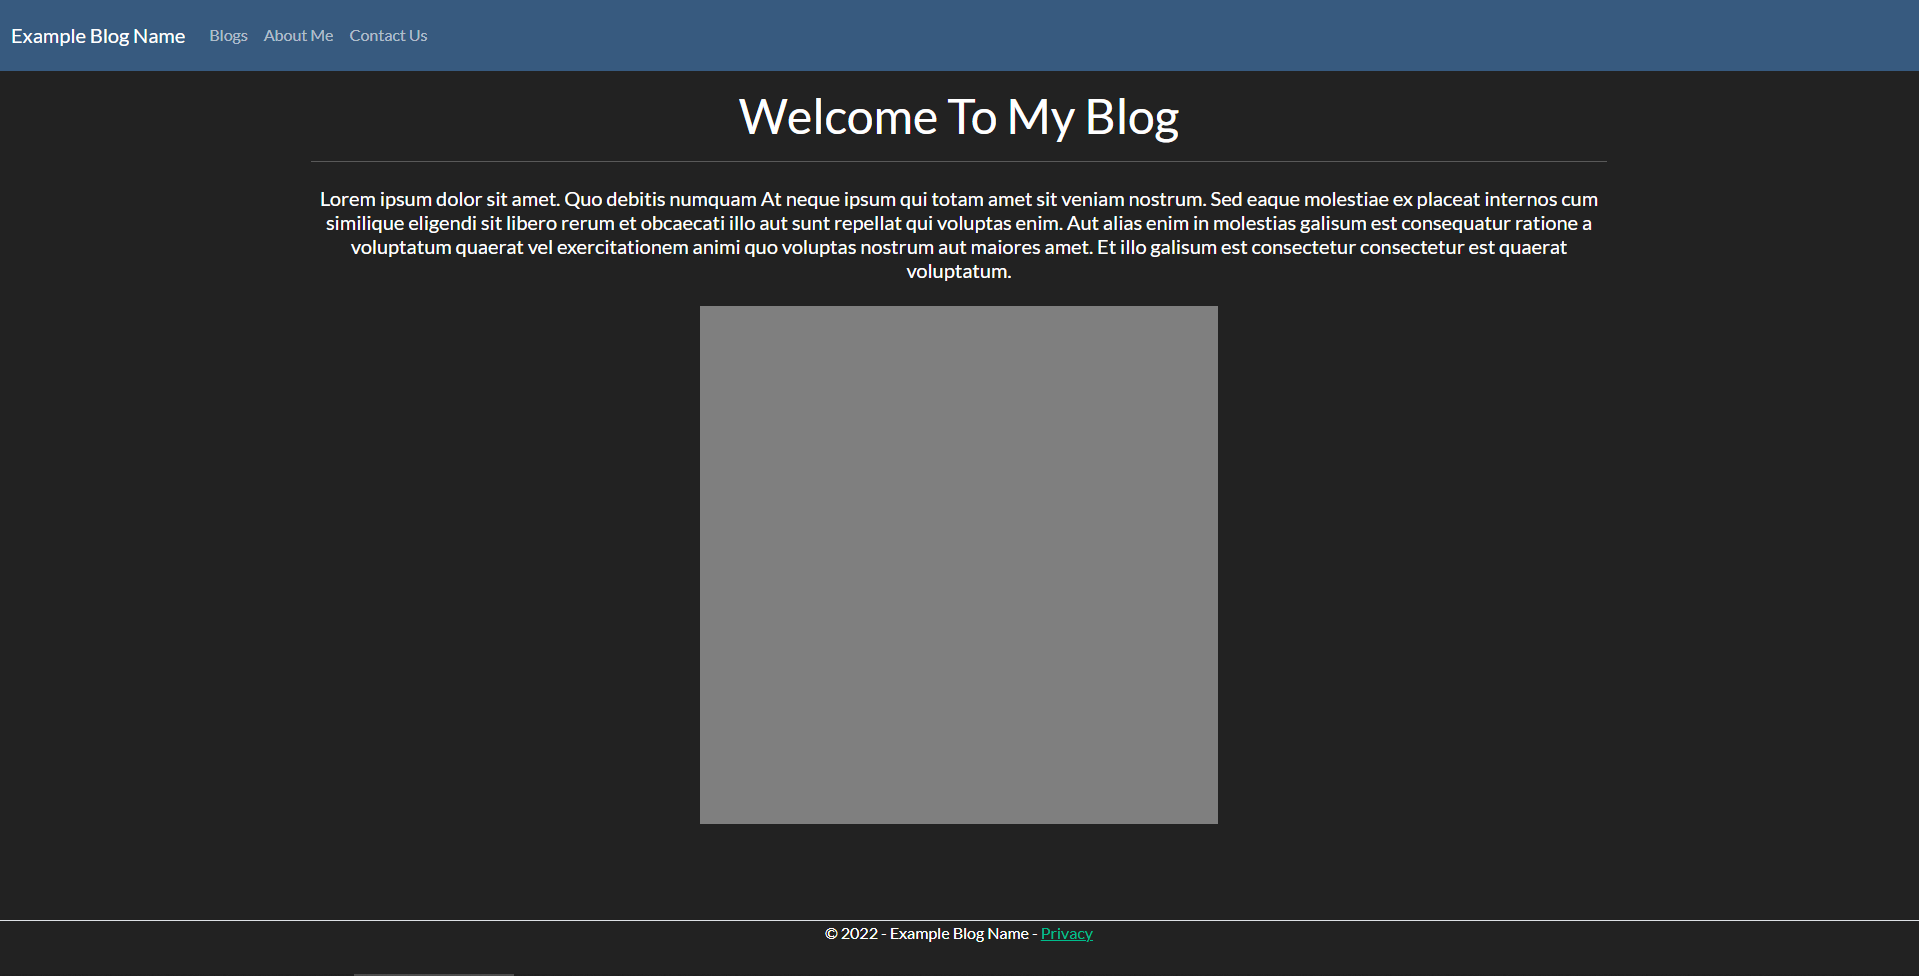 Example Blog Name Blogs About Me Contact Us
Welcome To My Blog
Lorem ipsum dolor sit amet. Quo debitis numquam At neque ipsum qui totam amet sit veniam nostrum. Sed eaque molestiae ex placeat internos cum
similique eligendi sit libero rerum et obcaecati illo aut sunt repellat qui voluptas enim. Aut alias enim in molestias galisum est consequatur ratione a
voluptatum quaerat vel exercitationem animi quo voluptas nostrum aut maiores amet. Et illo galisum est consectetur consectetur est quaerat
voluptatum.
© 2022 - Example Blog Name - Privacy